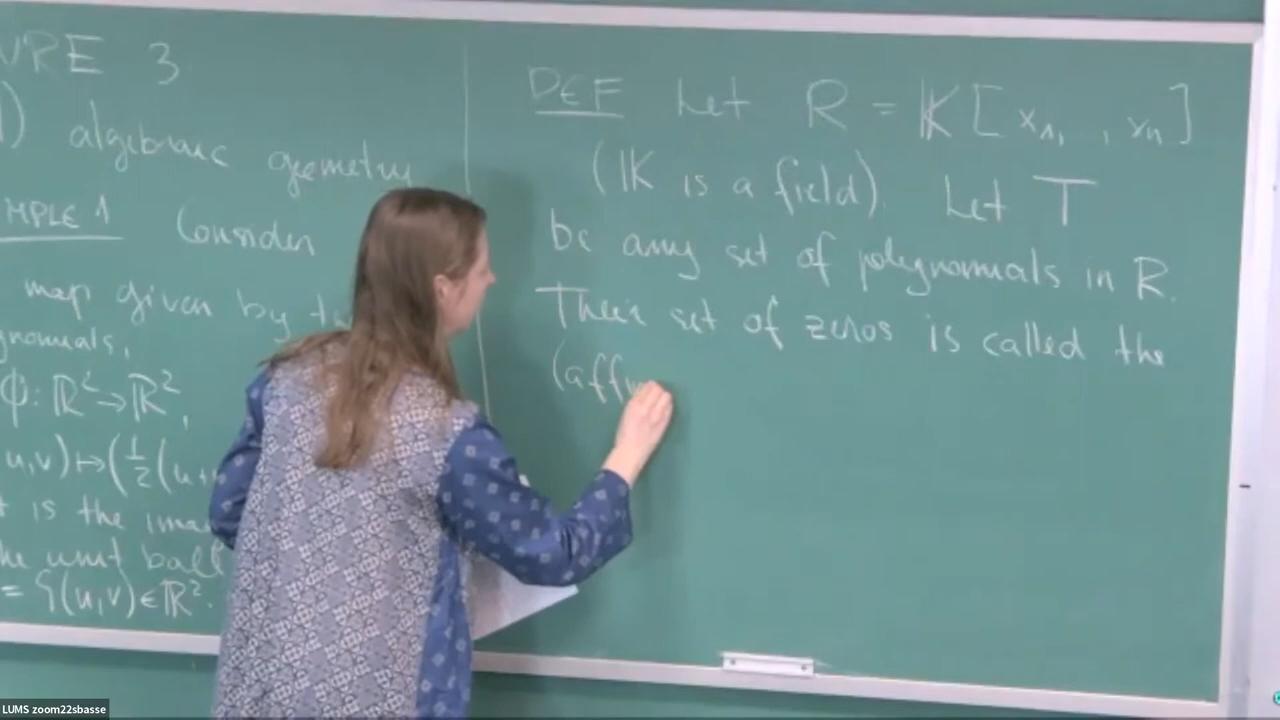 URE 3
1) algebraic geometry
MPLE 1 Consider
map given by
gnomials,
ϕ: ℝ² → ℝ²,
u,v) ↦ (1/2(u+
t is the ima
he unit ball
= {(u,v) ∈ ℝ².
DEF Let R = 𝕂[x₁, , xₙ]
(𝕂 is a field). Let T
be any set of polynomials in R.
Their set of zeros is called the
(aff
LUMS zoom22sbasse